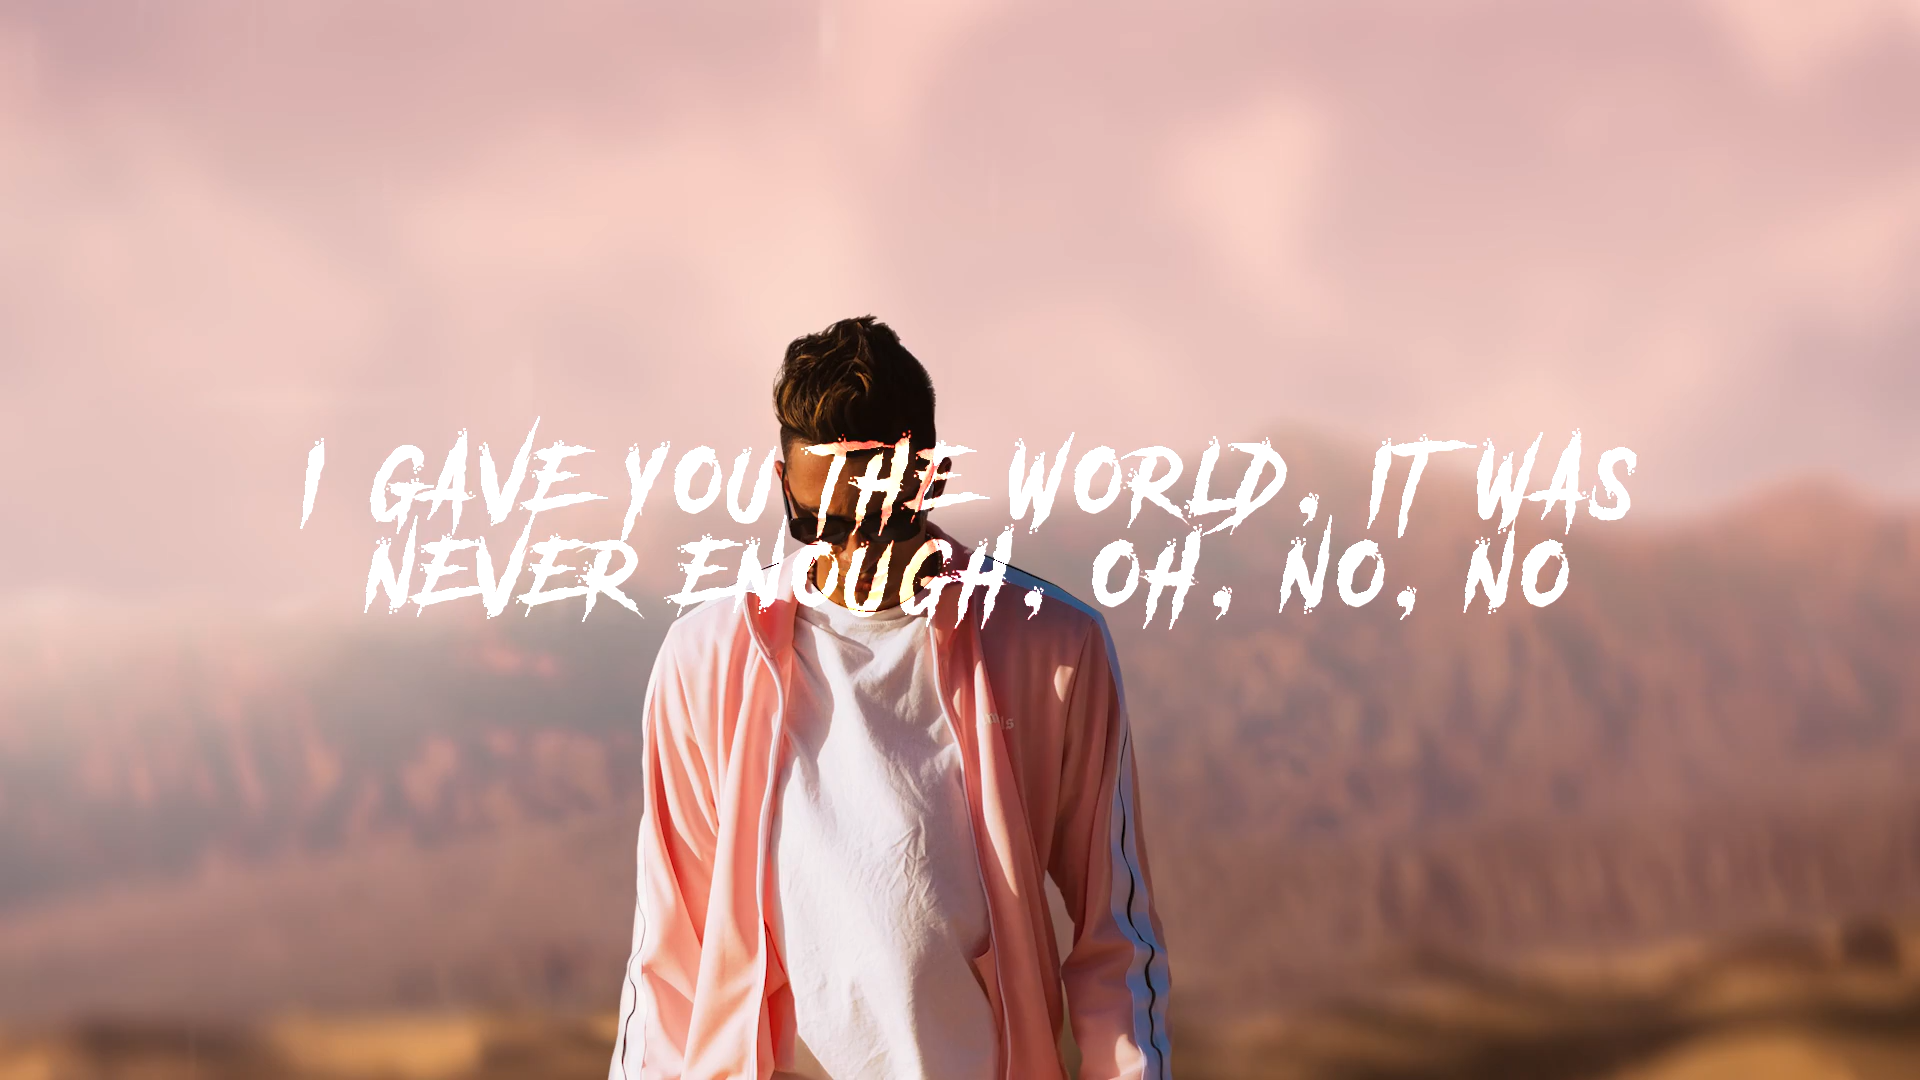 I GAVE YOU THE WORLD, IT WAS
NEVER ENOUGH, OH, NO, NO